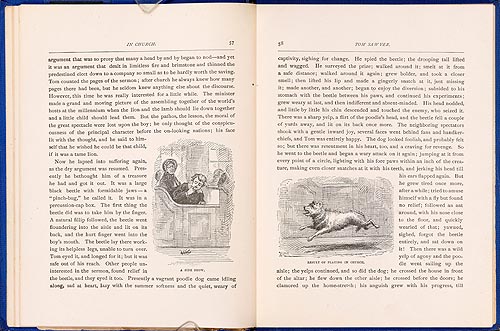 IN CHURCH. 57
argument that was so prosy that many a head by and by began to nod—and yet
it was an argument that dealt in limitless fire and brimstone and thinned the
predestined elect down to a company so small as to be hardly worth the saving.
Tom counted the pages of the sermon; after church he always knew how many
pages there had been, but he seldom knew anything else about the discourse.
However, this time he was really interested for a little while. The minister
made a grand and moving picture of the assembling together of the world's
hosts at the millennium when the lion and the lamb should lie down together
and a little child should lead them. But the pathos, the lesson, the moral of
the great spectacle were lost upon the boy; he only thought of the conspicu-
ousness of the principal character before the on-looking nations; his face
lit with the thought, and he said to him-
self that he wished he could be that child,
if it was a tame lion.
Now he lapsed into suffering again,
as the dry argument was resumed. Pres-
ently he bethought him of a treasure
he had and got it out. It was a large
black beetle with formidable jaws—a
"pinch-bug," he called it. It was in a
percussion-cap box. The first thing the
beetle did was to take him by the finger.
A natural fillip followed, the beetle went
floundering into the aisle and lit on its
back, and the hurt finger went into the
boy's mouth. The beetle lay there work-
ing its helpless legs, unable to turn over.
Tom eyed it, and longed for it; but it was
safe out of his reach. Other people un-
interested in the sermon, found relief in
the beetle, and they eyed it too. Presently a vagrant poodle dog came idling
along, sad at heart, lazy with the summer softness and the quiet, weary of
A SIDE SHOW.
58 TOM SAWYER.
captivity, sighing for change. He spied the beetle; the drooping tail lifted
and wagged. He surveyed the prize; walked around it; smelt at it from
a safe distance; walked around it again; grew bolder, and took a closer
smell; then lifted his lip and made a gingerly snatch at it, just missing
it; made another, and another; began to enjoy the diversion; subsided to his
stomach with the beetle between his paws, and continued his experiments;
grew weary at last, and then indifferent and absent-minded. His head nodded,
and little by little his chin descended and touched the enemy, who seized it.
There was a sharp yelp, a flirt of the poodle's head, and the beetle fell a couple
of yards away, and lit on its back once more. The neighboring spectators
shook with a gentle inward joy, several faces went behind fans and handker-
chiefs, and Tom was entirely happy. The dog looked foolish, and probably felt
so; but there was resentment in his heart, too, and a craving for revenge. So
he went to the beetle and began a wary attack on it again; jumping at it from
every point of a circle, lighting with his fore paws within an inch of the crea-
ture, making even closer snatches at it with his teeth, and jerking his head till
his ears flapped again. But
he grew tired once more,
after a while; tried to amuse
himself with a fly but found
no relief; followed an ant
around, with his nose close
to the floor, and quickly
wearied of that; yawned,
sighed, forgot the beetle
entirely, and sat down on
it! Then there was a wild
yelp of agony and the poo-
dle went sailing up the
RESULT OF PLAYING IN CHURCH.
aisle; the yelps continued, and so did the dog; he crossed the house in front
of the altar; he flew down the other aisle; he crossed before the doors; he
clamored up the home-stretch; his anguish grew with his progress, till